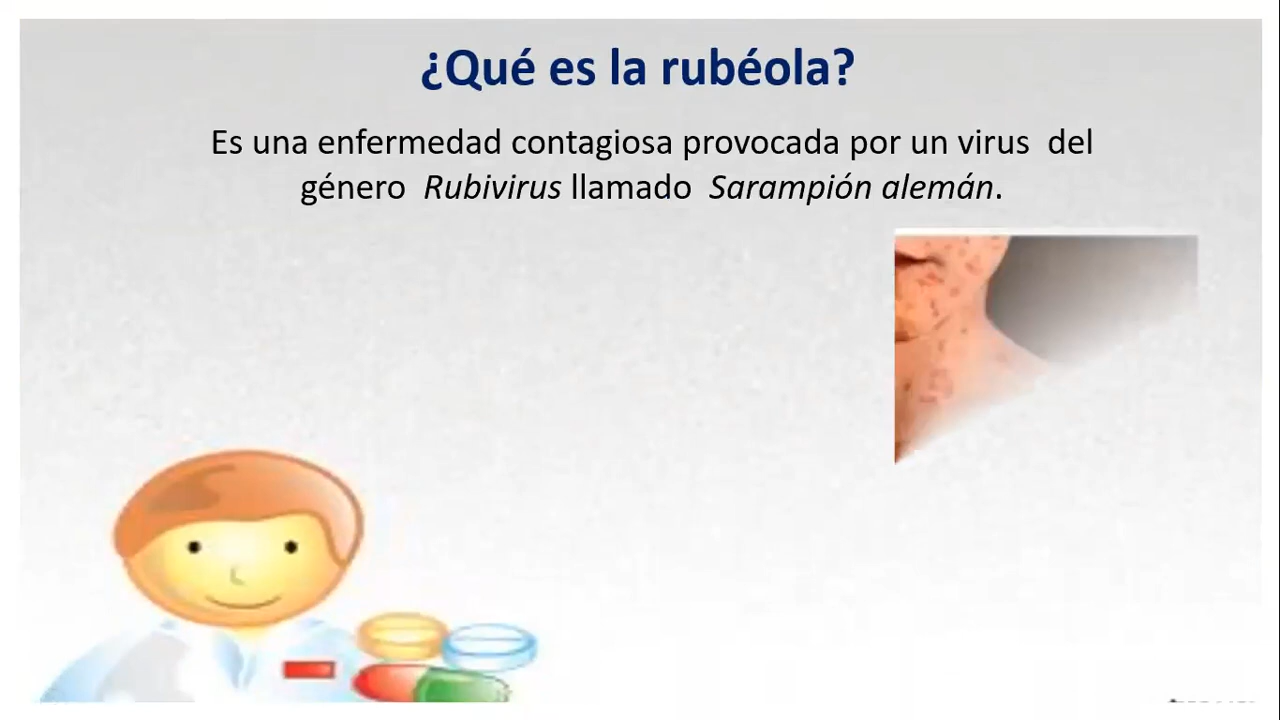 ¿Qué es la rubéola?
Es una enfermedad contagiosa provocada por un virus del
género Rubivirus llamado Sarampión alemán.